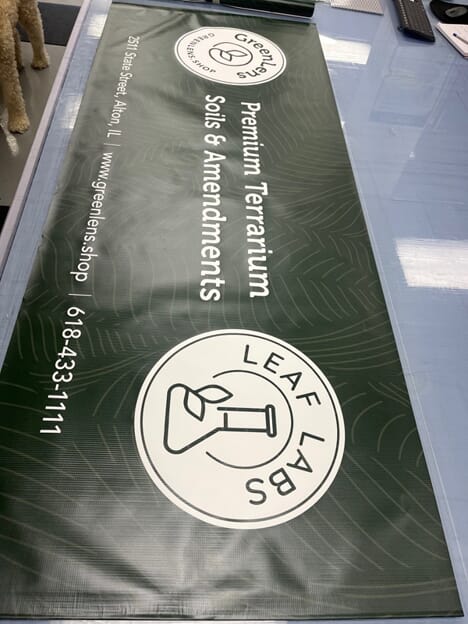 GreenLens
GREENLENS.SHOP
Premium Terrarium
Soils & Amendments
2511 State Street, Alton, IL | www.greenlens.shop | 618-433-1111
LEAF LABS